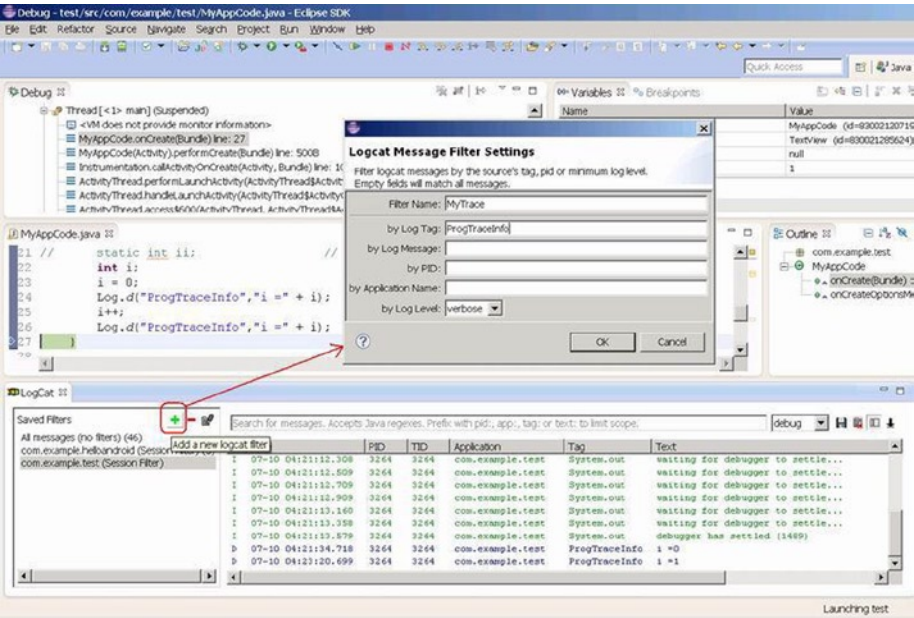 Debug - test/src/com/example/test/MyAppCode.java - Eclipse SDK
File Edit Refactor Source Navigate Search Project Run Window Help
Quick Access
Java
Debug
Thread [<1> main] (Suspended)
<VM does not provide monitor information>
MyAppCode.onCreate(Bundle) line: 27
MyAppCode(Activity).performCreate(Bundle) line: 5008
Instrumentation.callActivityOnCreate(Activity, Bundle) line: 10
ActivityThread.performLaunchActivity(ActivityThread$Activit
ActivityThread.handleLaunchActivity(ActivityThread$Activit
ActivityThread.access$600(ActivityThread, ActivityThread$A
Variables
Breakpoints
Name
Value
MyAppCode (id=83002120719
TextView (id=830021285624)
null
1
Logcat Message Filter Settings
Filter logcat messages by the source's tag, pid or minimum log level.
Empty fields will match all messages.
Filter Name: MyTrace
by Log Tag: ProgTraceInfo
by Log Message:
by PID:
by Application Name:
by Log Level: verbose
OK
Cancel
MyAppCode.java
21 // static int ii; //
22 int i;
23 i = 0;
24 Log.d("ProgTraceInfo","i =" + i);
25 i++;
26 Log.d("ProgTraceInfo","i =" + i);
27 }
Outline
com.example.test
MyAppCode
onCreate(Bundle) :
onCreateOptionsMe
LogCat
Saved Filters
All messages (no filters) (46)
com.example.helloandroid (Session
com.example.test (Session Filter)
Add a new logcat filter
Search for messages. Accepts Java regexes. Prefix with pid:, app:, tag: or text: to limit scope.
debug
PID TID Application Tag Text
I 07-10 04:21:12.308 3264 3264 com.example.test System.out waiting for debugger to settle...
I 07-10 04:21:12.509 3264 3264 com.example.test System.out waiting for debugger to settle...
I 07-10 04:21:12.709 3264 3264 com.example.test System.out waiting for debugger to settle...
I 07-10 04:21:12.909 3264 3264 com.example.test System.out waiting for debugger to settle...
I 07-10 04:21:13.160 3264 3264 com.example.test System.out waiting for debugger to settle...
I 07-10 04:21:13.358 3264 3264 com.example.test System.out waiting for debugger to settle...
I 07-10 04:21:13.579 3264 3264 com.example.test System.out debugger has settled (1489)
D 07-10 04:21:34.718 3264 3264 com.example.test ProgTraceInfo i =0
D 07-10 04:23:20.699 3264 3264 com.example.test ProgTraceInfo i =1
Launching test